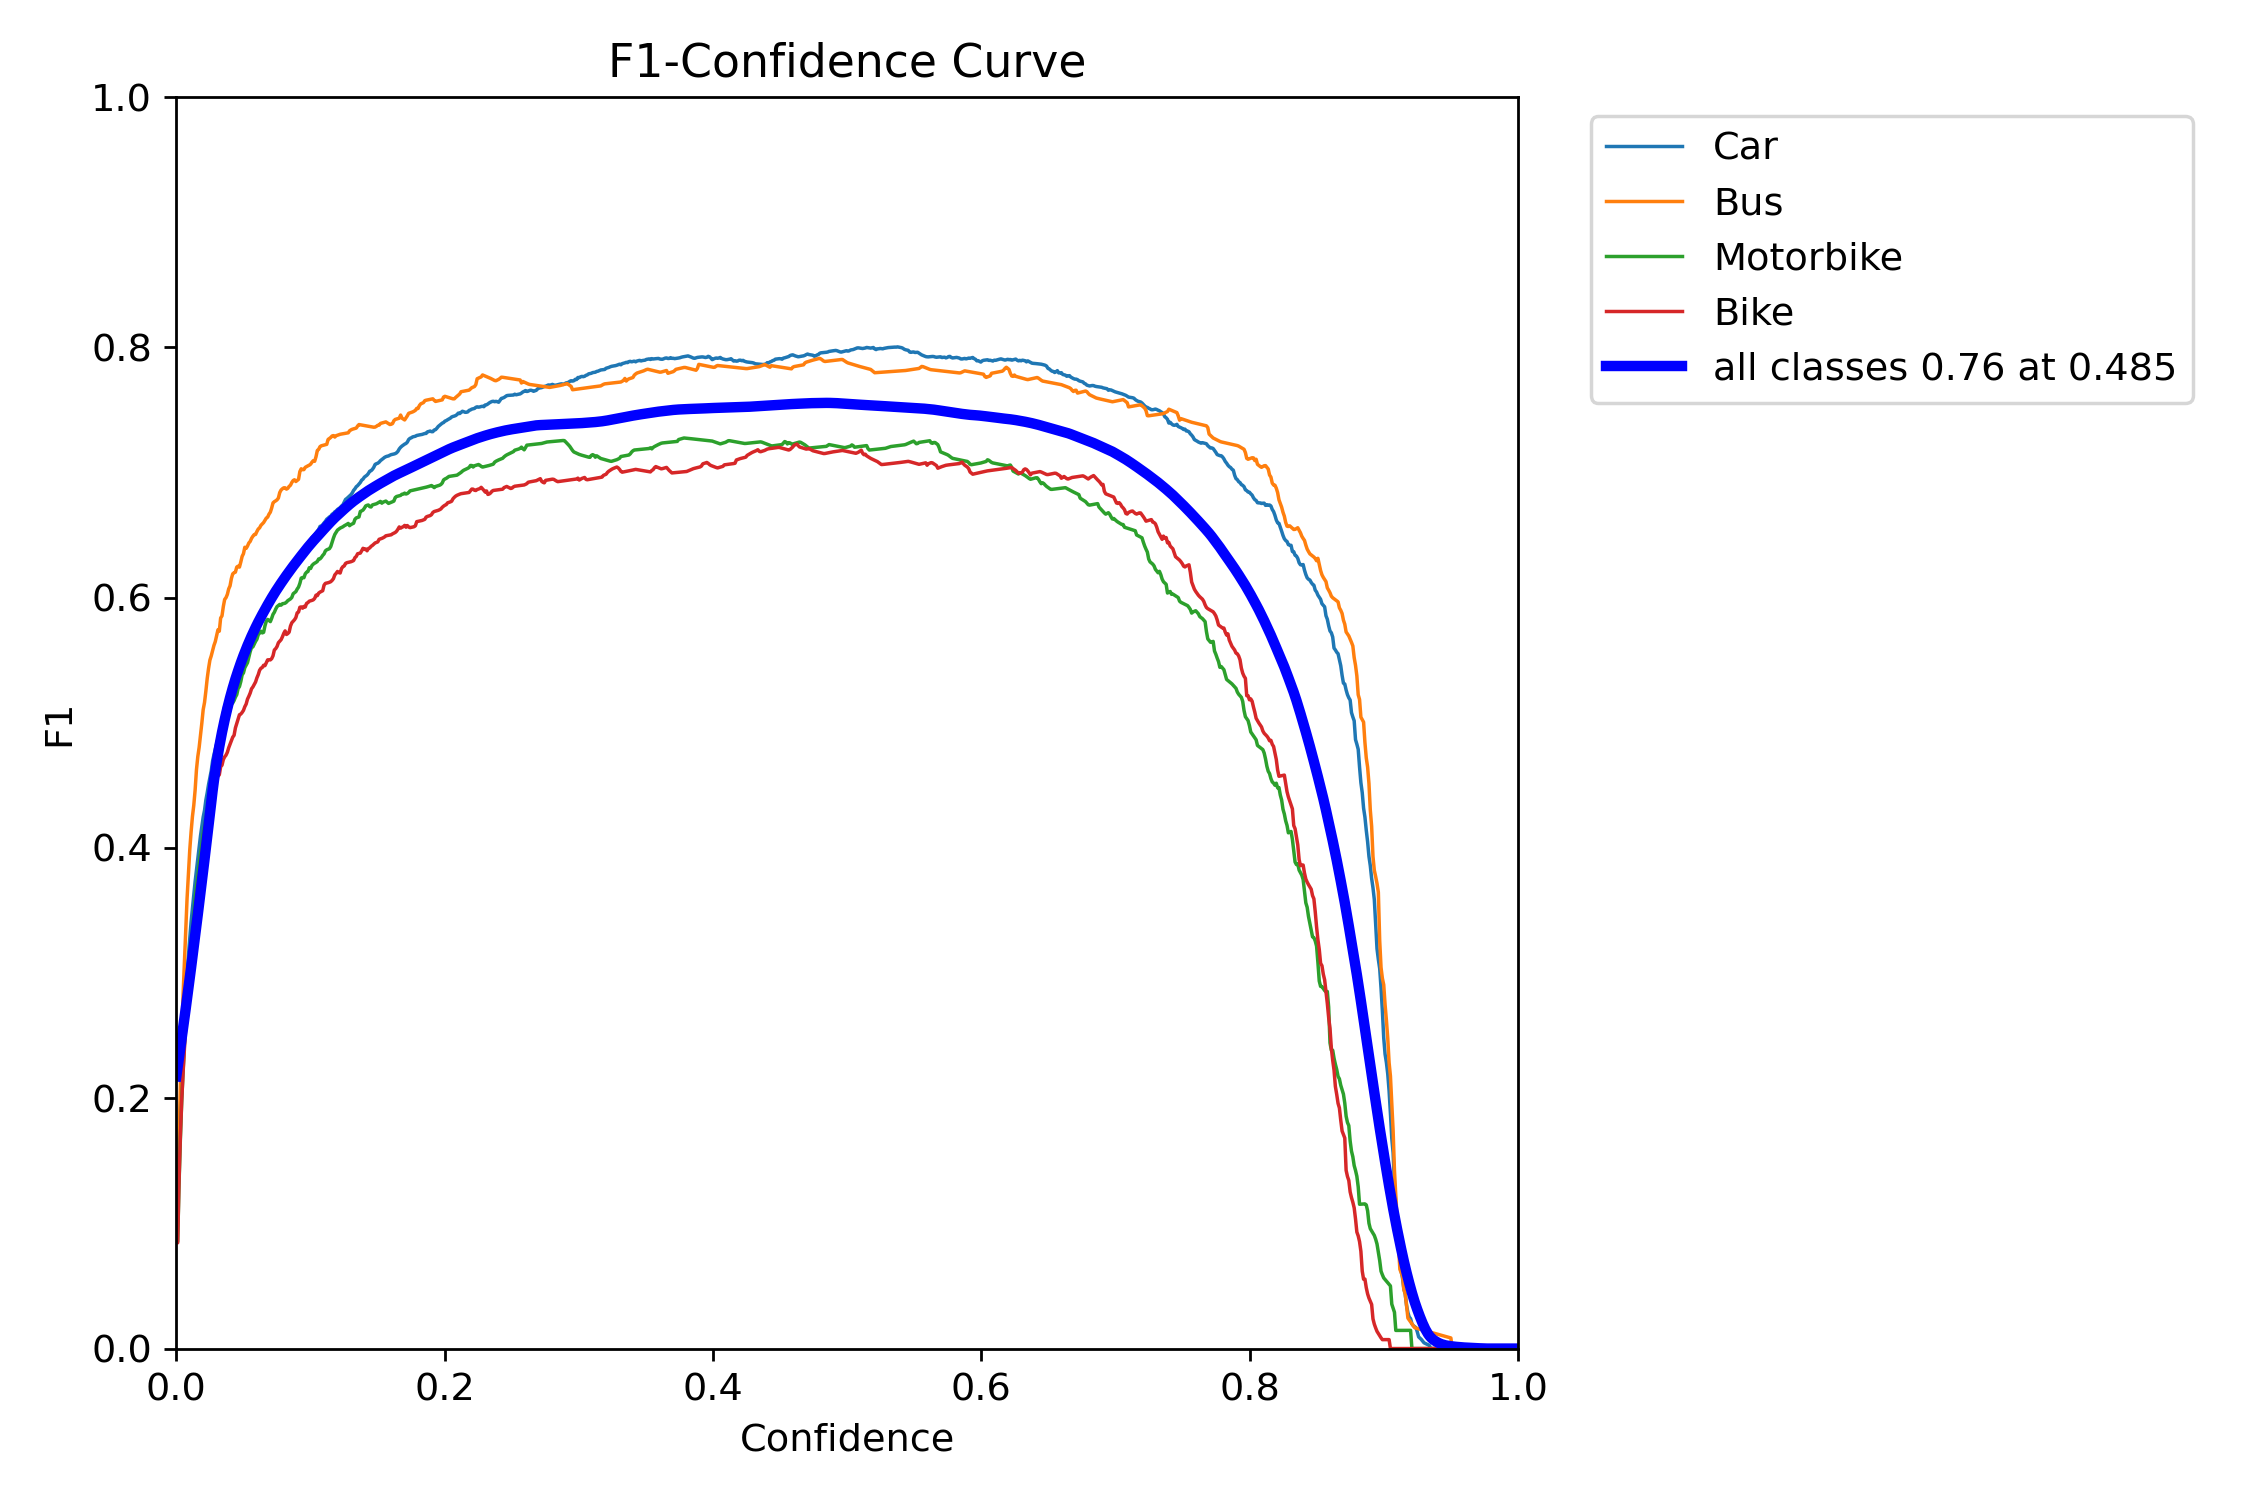 F1-Confidence Curve
1.0
0.8
0.6
0.4
0.2
0.0
F1
0.0 0.2 0.4 0.6 0.8 1.0
Confidence
Car
Bus
Motorbike
Bike
all classes 0.76 at 0.485